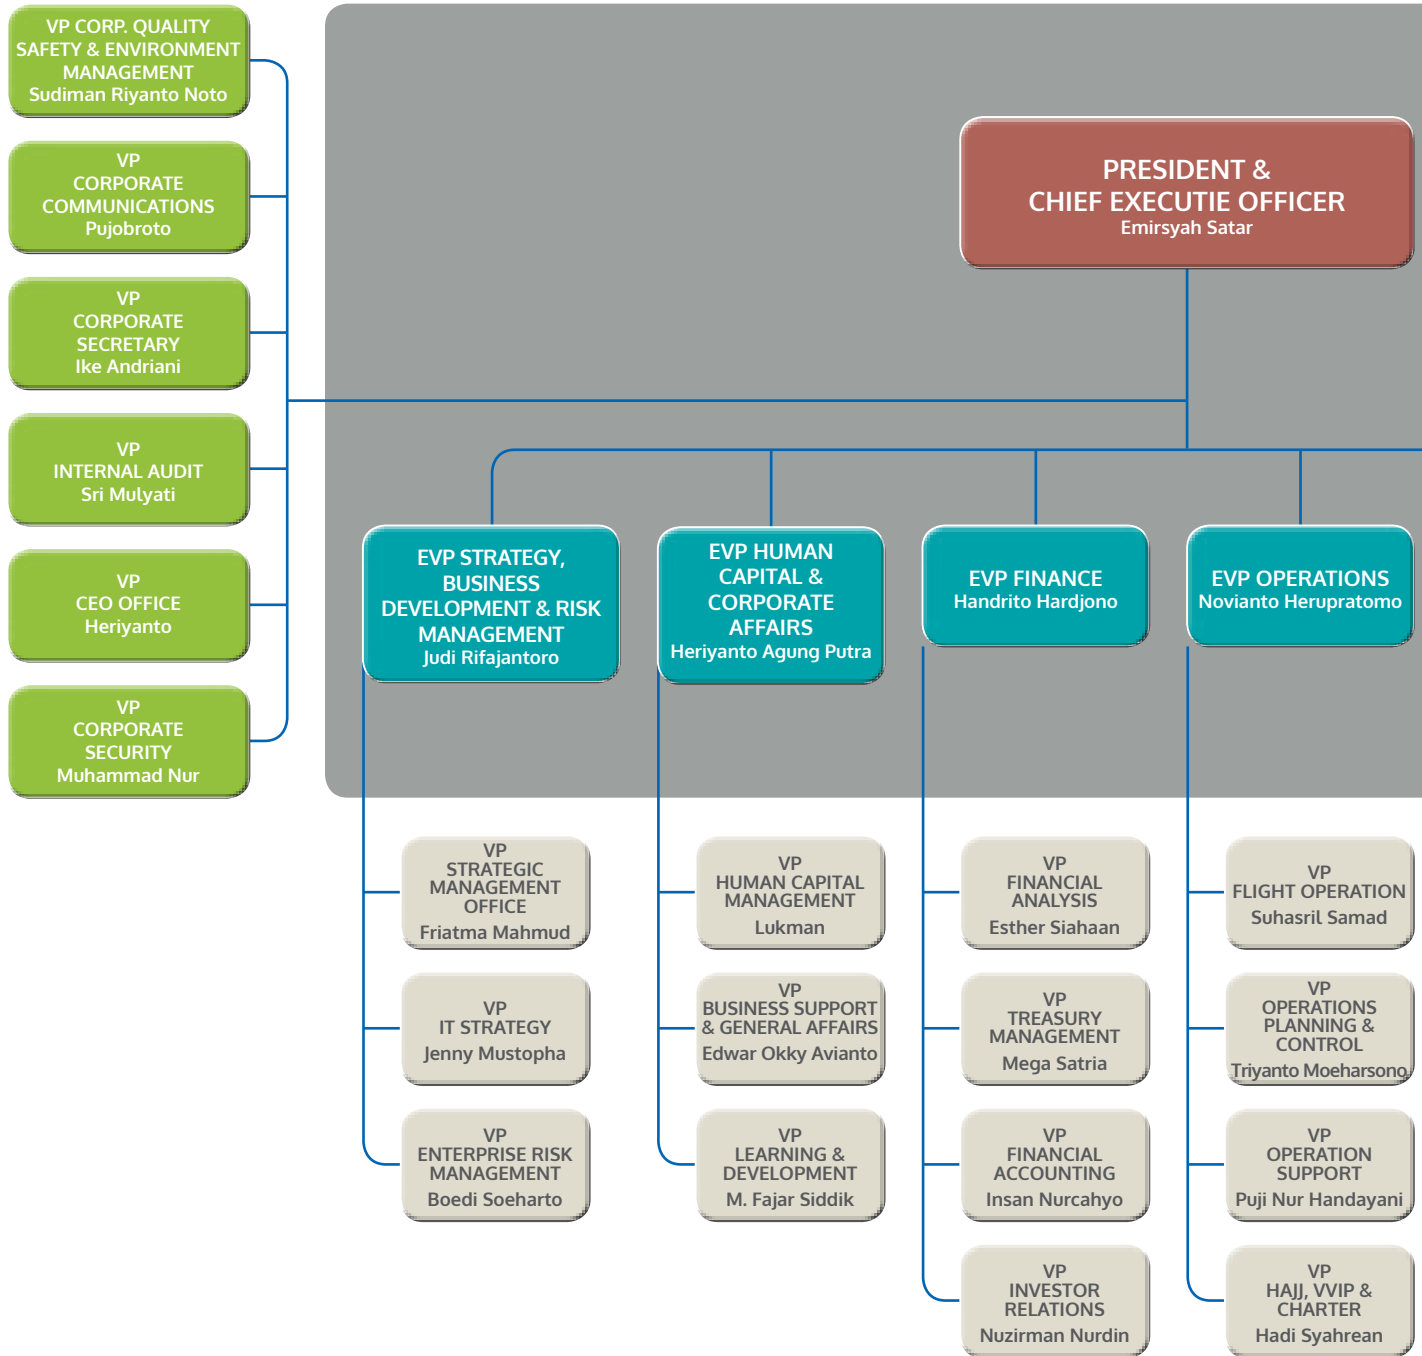 VP CORP. QUALITY
SAFETY & ENVIRONMENT
MANAGEMENT
Sudiman Riyanto Noto
VP
CORPORATE
COMMUNICATIONS
Pujobroto
VP
CORPORATE
SECRETARY
Ike Andriani
VP
INTERNAL AUDIT
Sri Mulyati
VP
CEO OFFICE
Heriyanto
VP
CORPORATE
SECURITY
Muhammad Nur
PRESIDENT &
CHIEF EXECUTIE OFFICER
Emirsyah Satar
EVP STRATEGY,
BUSINESS
DEVELOPMENT & RISK
MANAGEMENT
Judi Rifajantoro
EVP HUMAN
CAPITAL &
CORPORATE
AFFAIRS
Heriyanto Agung Putra
EVP FINANCE
Handrito Hardjono
EVP OPERATIONS
Novianto Herupratomo
VP
STRATEGIC
MANAGEMENT
OFFICE
Friatma Mahmud
VP
IT STRATEGY
Jenny Mustopha
VP
ENTERPRISE RISK
MANAGEMENT
Boedi Soeharto
VP
HUMAN CAPITAL
MANAGEMENT
Lukman
VP
BUSINESS SUPPORT
& GENERAL AFFAIRS
Edwar Okky Avianto
VP
LEARNING &
DEVELOPMENT
M. Fajar Siddik
VP
FINANCIAL
ANALYSIS
Esther Siahaan
VP
TREASURY
MANAGEMENT
Mega Satria
VP
FINANCIAL
ACCOUNTING
Insan Nurcahyo
VP
INVESTOR
RELATIONS
Nuzirman Nurdin
VP
FLIGHT OPERATION
Suhasril Samad
VP
OPERATIONS
PLANNING &
CONTROL
Triyanto Moeharsono
VP
OPERATION
SUPPORT
Puji Nur Handayani
VP
HAJJ, VVIP &
CHARTER
Hadi Syahrean